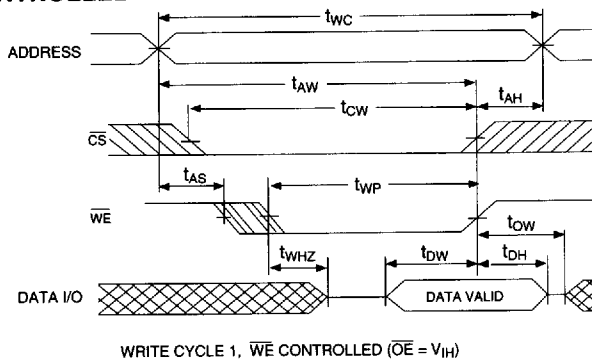 tWC
ADDRESS
tAW
tCW
tAH
CS
tAS
tWP
WE
tOW
tWHZ
tDW
tDH
DATA I/O
DATA VALID
WRITE CYCLE 1, WE CONTROLLED (OE = VIH)